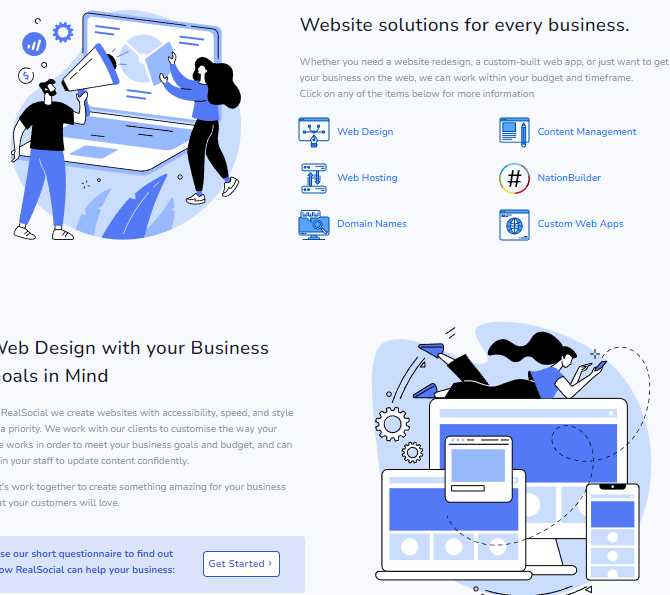 Website solutions for every business.
Whether you need a website redesign, a custom-built web app, or just want to get
your business on the web, we can work within your budget and timeframe.
Click on any of the items below for more information
Web Design
Content Management
Web Hosting
#
NationBuilder
Domain Names
Custom Web Apps
Web Design with your Business
oals in Mind
RealSocial we create websites with accessibility, speed, and style
a priority. We work with our clients to customise the way your
e works in order to meet your business goals and budget, and can
in your staff to update content confidently.
t's work together to create something amazing for your business
at your customers will love.
se our short questionnaire to find out
ow RealSocial can help your business:
Get Started >